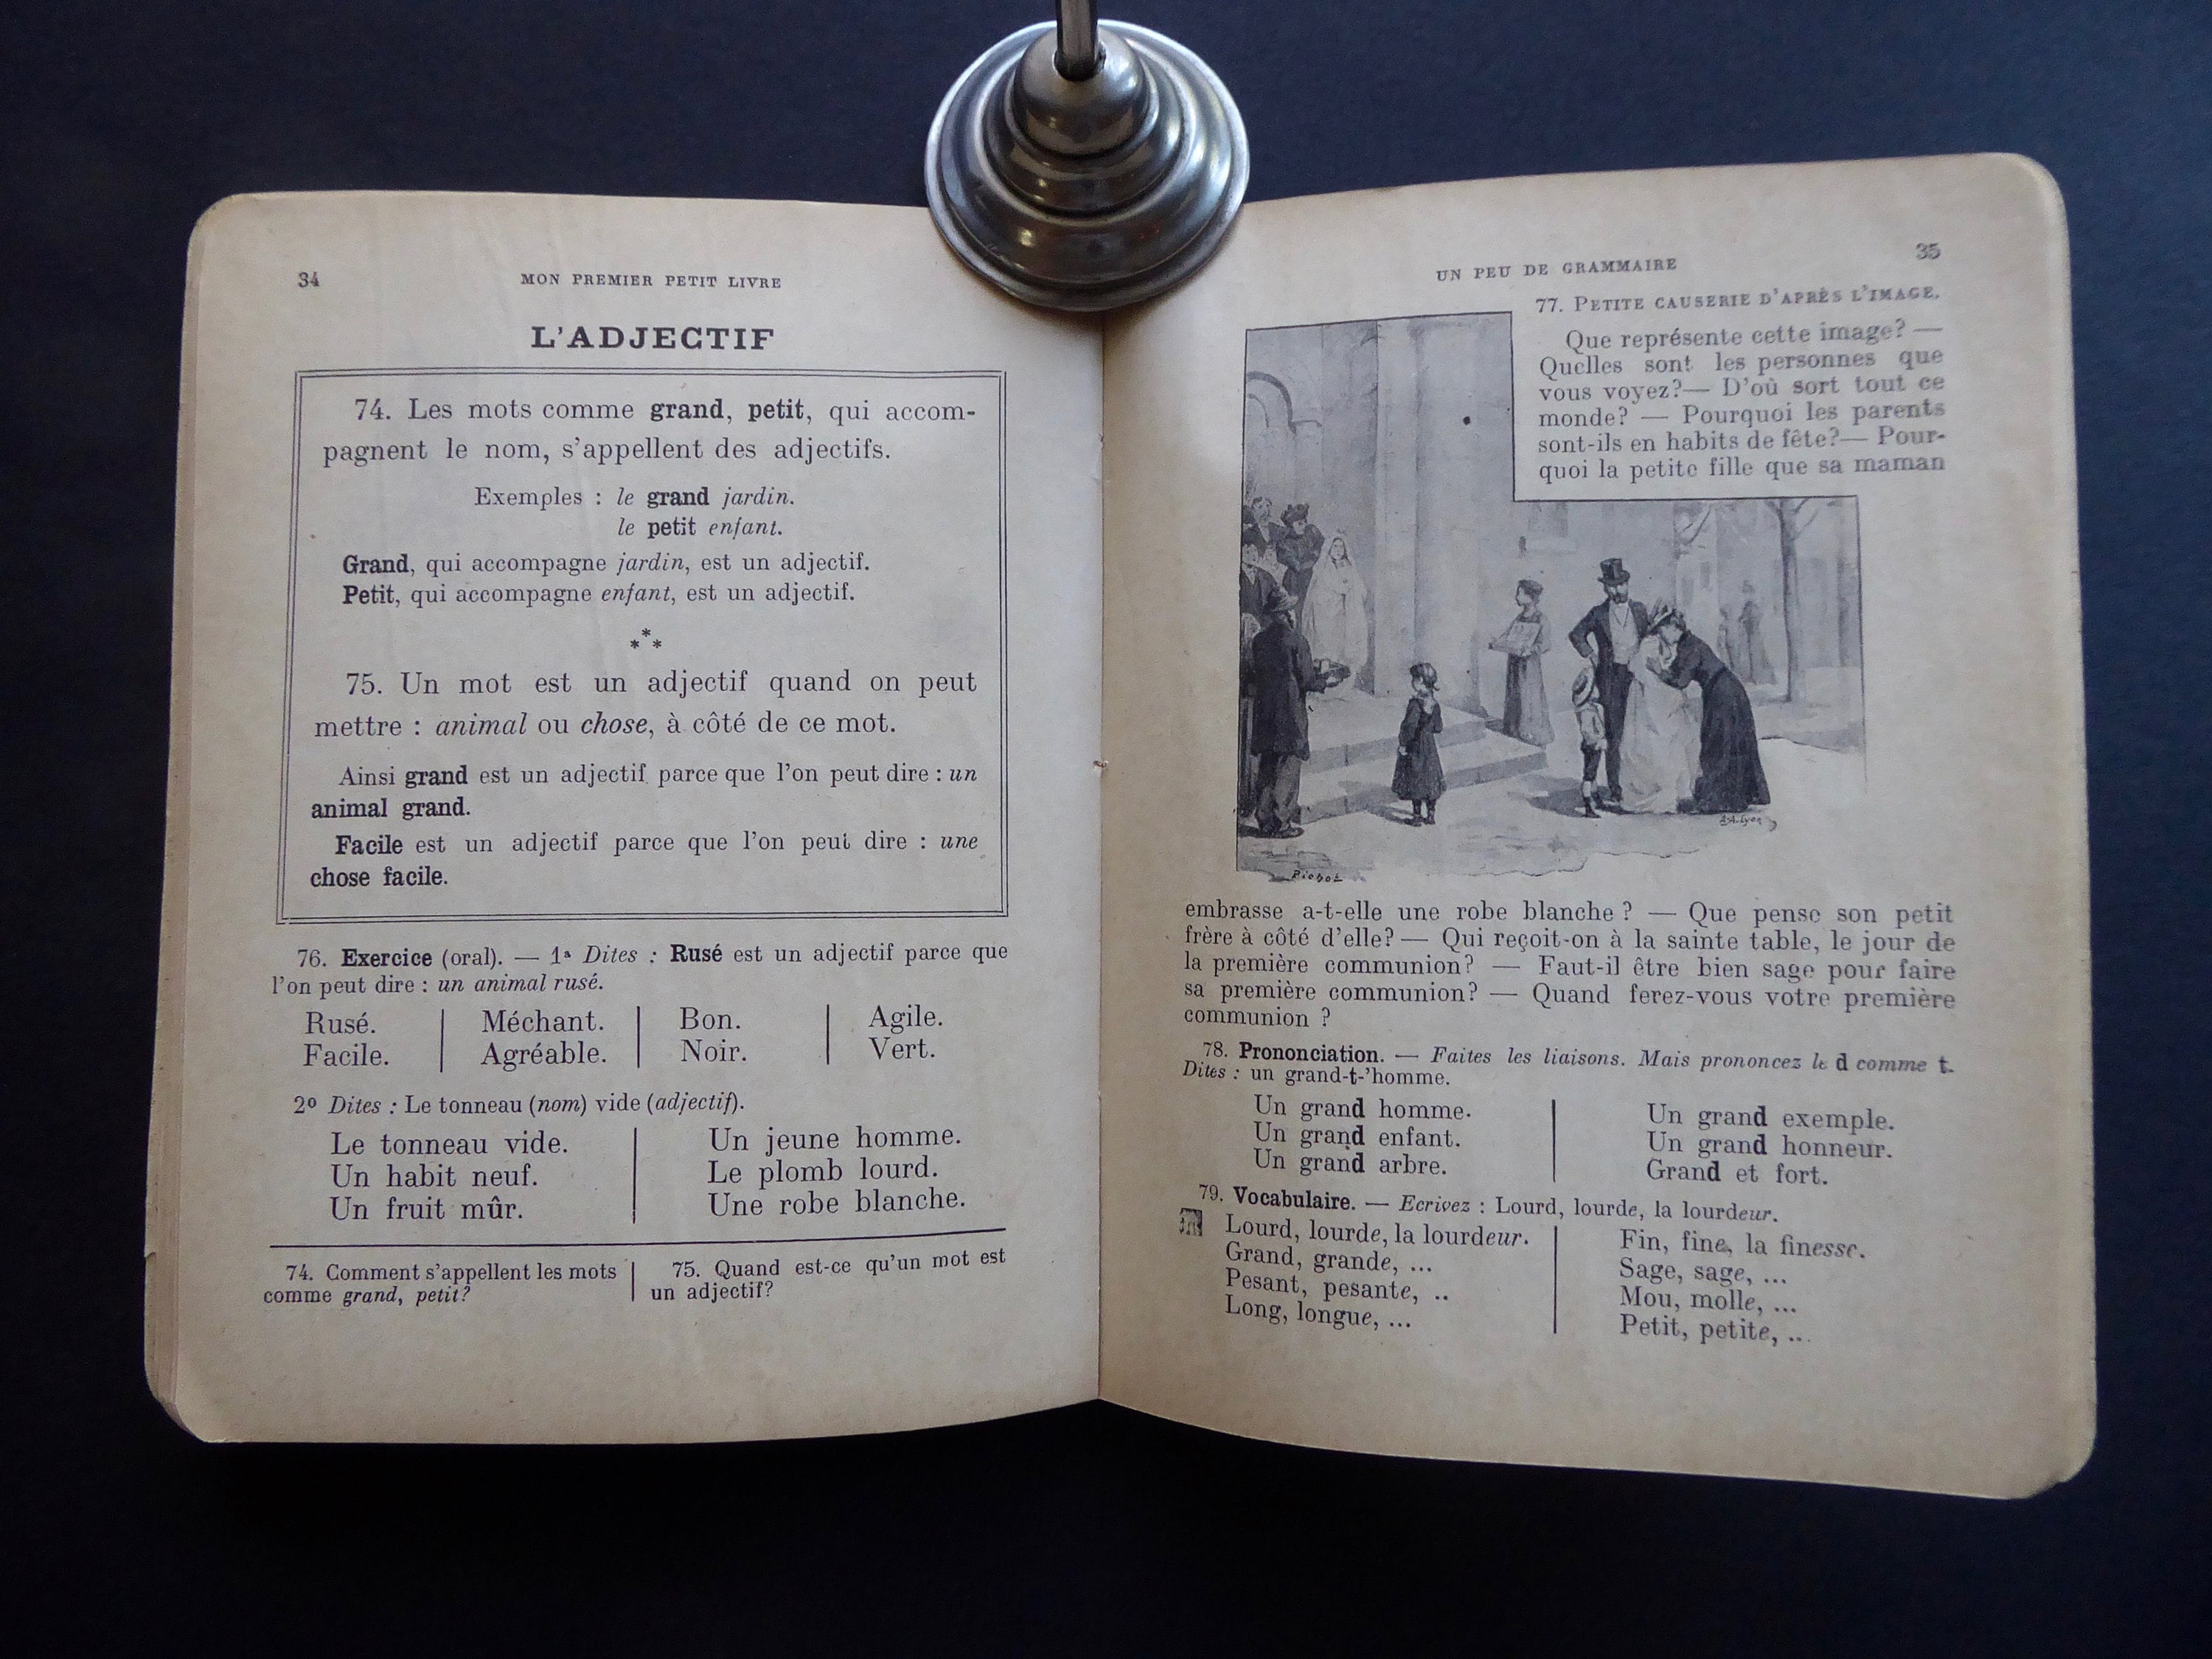 34
MON PREMIER PETIT LIVRE
L'ADJECTIF
74. Les mots comme grand, petit, qui accom-
pagnent le nom, s'appellent des adjectifs.
Exemples : le grand jardin.
le petit enfant.
Grand, qui accompagne jardin, est un adjectif.
Petit, qui accompagne enfant, est un adjectif.
***
75. Un mot est un adjectif quand on peut
mettre : animal ou chose, à côté de ce mot.
Ainsi grand est un adjectif parce que l'on peut dire : un
animal grand.
Facile est un adjectif parce que l'on peut dire : une
chose facile.
76. Exercice (oral). — 1º Dites : Rusé est un adjectif parce que
l'on peut dire : un animal rusé.
Rusé. | Méchant. | Bon. | Agile.
Facile. | Agréable. | Noir. | Vert.
2º Dites : Le tonneau (nom) vide (adjectif).
Le tonneau vide. | Un jeune homme.
Un habit neuf. | Le plomb lourd.
Un fruit mûr. | Une robe blanche.
74. Comment s'appellent les mots
comme grand, petit?
75. Quand est-ce qu'un mot est
un adjectif?
UN PEU DE GRAMMAIRE
35
77. PETITE CAUSERIE D'APRÈS L'IMAGE.
Que représente cette image? —
Quelles sont les personnes que
vous voyez?— D'où sort tout ce
monde? — Pourquoi les parents
sont-ils en habits de fête?— Pour-
quoi la petite fille que sa maman
A.A. Lyon
embrasse a-t-elle une robe blanche ? — Que pense son petit
frère à côté d'elle? — Qui reçoit-on à la sainte table, le jour de
la première communion? — Faut-il être bien sage pour faire
sa première communion? — Quand ferez-vous votre première
communion ?
78. Prononciation. — Faites les liaisons. Mais prononcez le d comme t.
Dites : un grand-t-'homme.
Un grand homme. | Un grand exemple.
Un grand enfant. | Un grand honneur.
Un grand arbre. | Grand et fort.
79. Vocabulaire. — Ecrivez : Lourd, lourde, la lourdeur.
Lourd, lourde, la lourdeur. | Fin, fine, la finesse.
Grand, grande, ... | Sage, sage, ...
Pesant, pesante, .. | Mou, molle, ...
Long, longue, ... | Petit, petite, ...